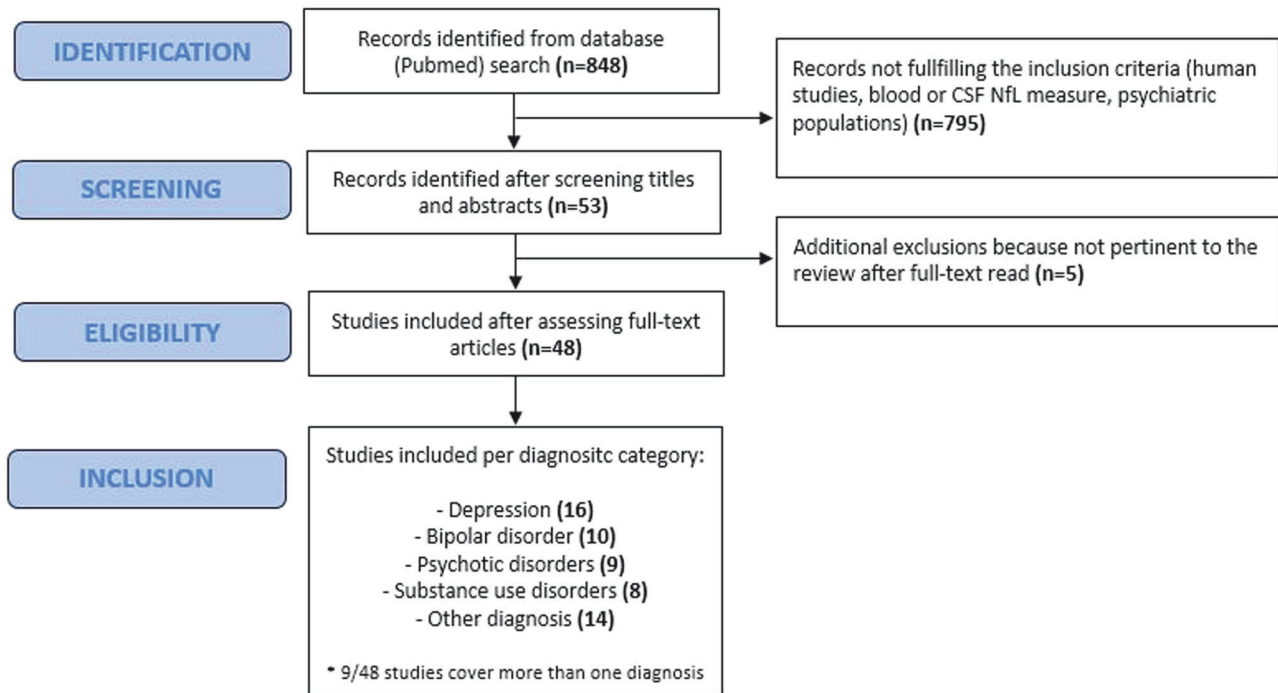 IDENTIFICATION
Records identified from database
(Pubmed) search (n=848)
Records not fullfilling the inclusion criteria (human
studies, blood or CSF NfL measure, psychiatric
populations) (n=795)
SCREENING
Records identified after screening titles
and abstracts (n=53)
Additional exclusions because not pertinent to the
review after full-text read (n=5)
ELIGIBILITY
Studies included after assessing full-text
articles (n=48)
INCLUSION
Studies included per diagnositc category:
- Depression (16)
- Bipolar disorder (10)
- Psychotic disorders (9)
- Substance use disorders (8)
- Other diagnosis (14)
* 9/48 studies cover more than one diagnosis